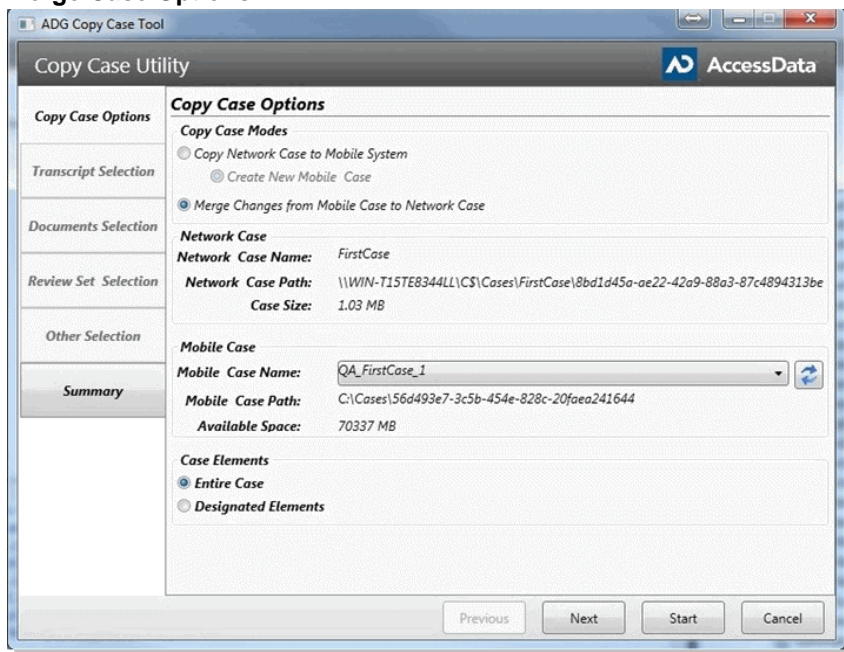 ADG Copy Case Tool
Copy Case Utility
AccessData
Copy Case Options
Transcript Selection
Documents Selection
Review Set Selection
Other Selection
Summary
Copy Case Options
Copy Case Modes
Copy Network Case to Mobile System
Create New Mobile Case
Merge Changes from Mobile Case to Network Case
Network Case
Network Case Name: FirstCase
Network Case Path: \\WIN-T15TE8344LL\C$\Cases\FirstCase\8bd1d45a-ae22-42a9-88a3-87c4894313be
Case Size: 1.03 MB
Mobile Case
Mobile Case Name: QA_FirstCase_1
Mobile Case Path: C:\Cases\56d493e7-3c5b-454e-828c-20faea241644
Available Space: 70337 MB
Case Elements
Entire Case
Designated Elements
Previous Next Start Cancel